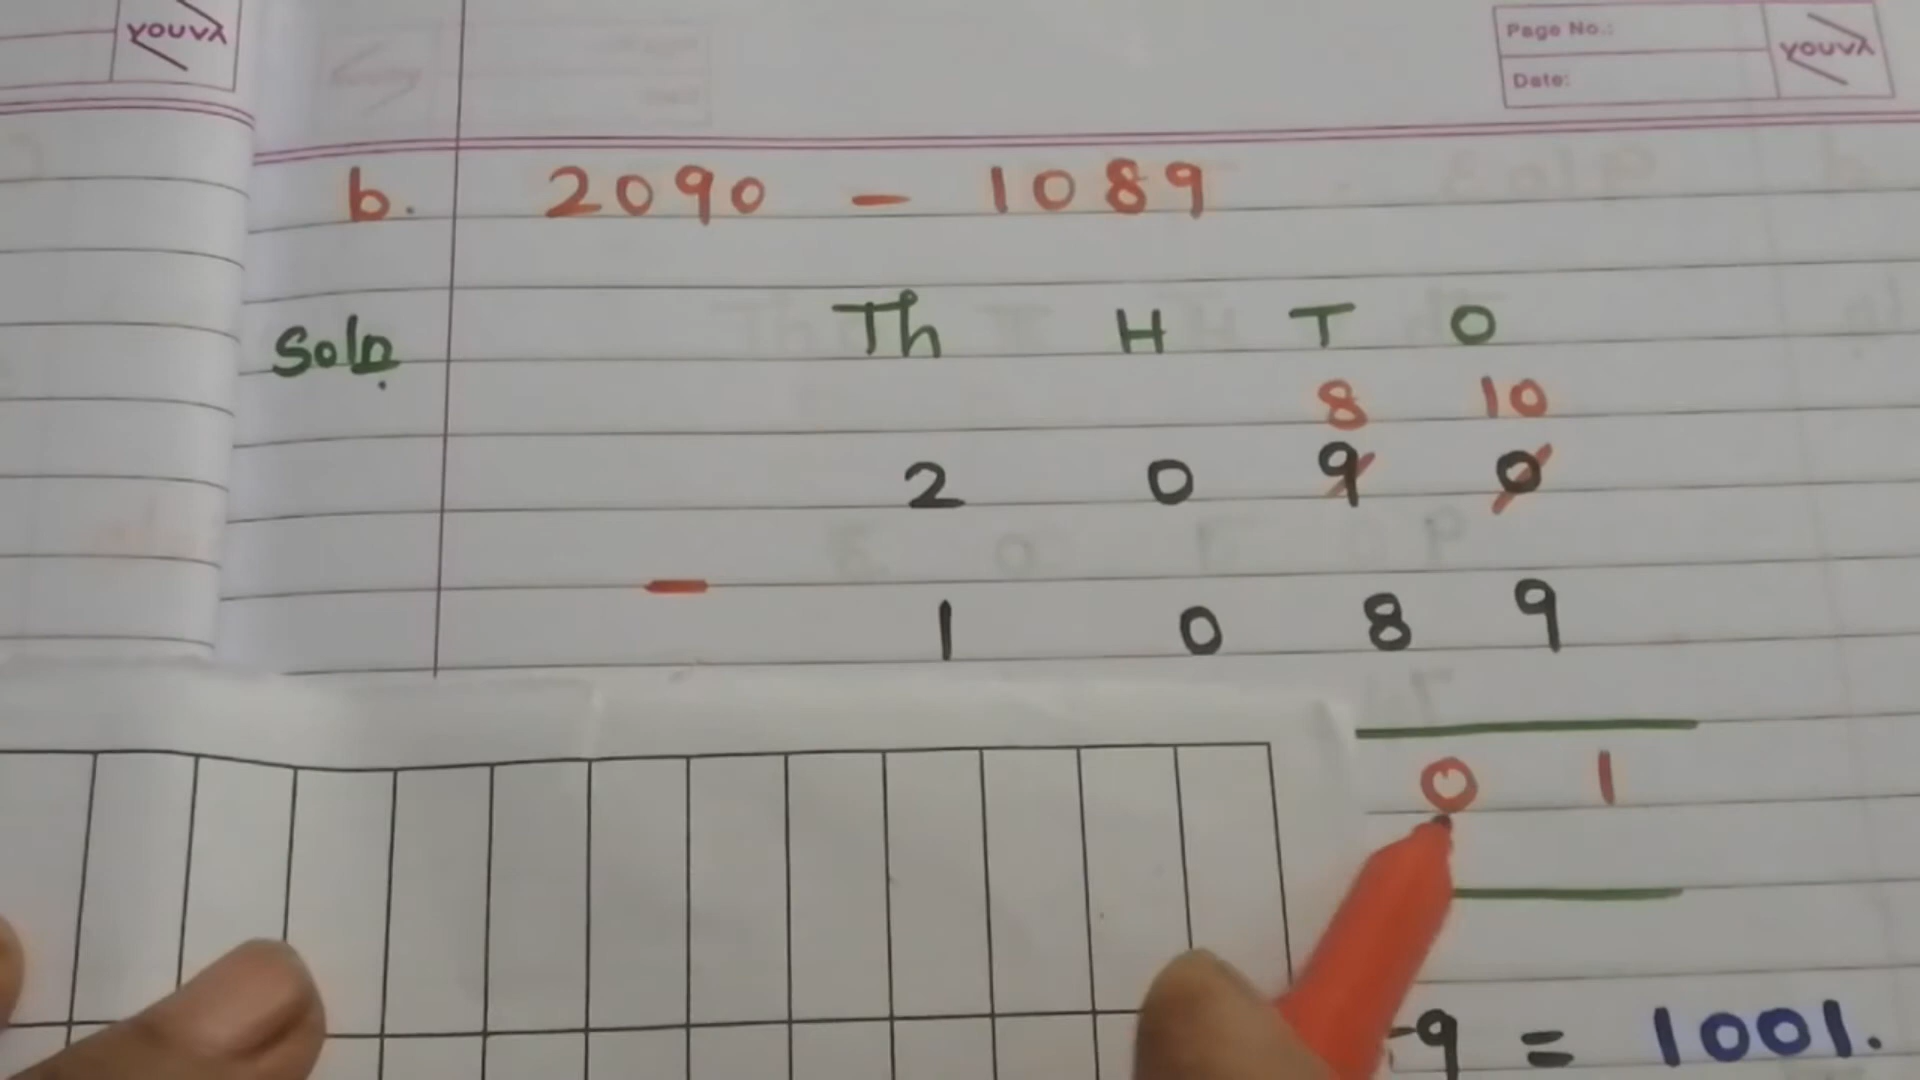 youva
Page No.:
youva
Date:
b. 2090 - 1089
Soln.
Th H T O
8 10
2 0 9 0
-
1 0 8 9
0 1
-9 = 1001.